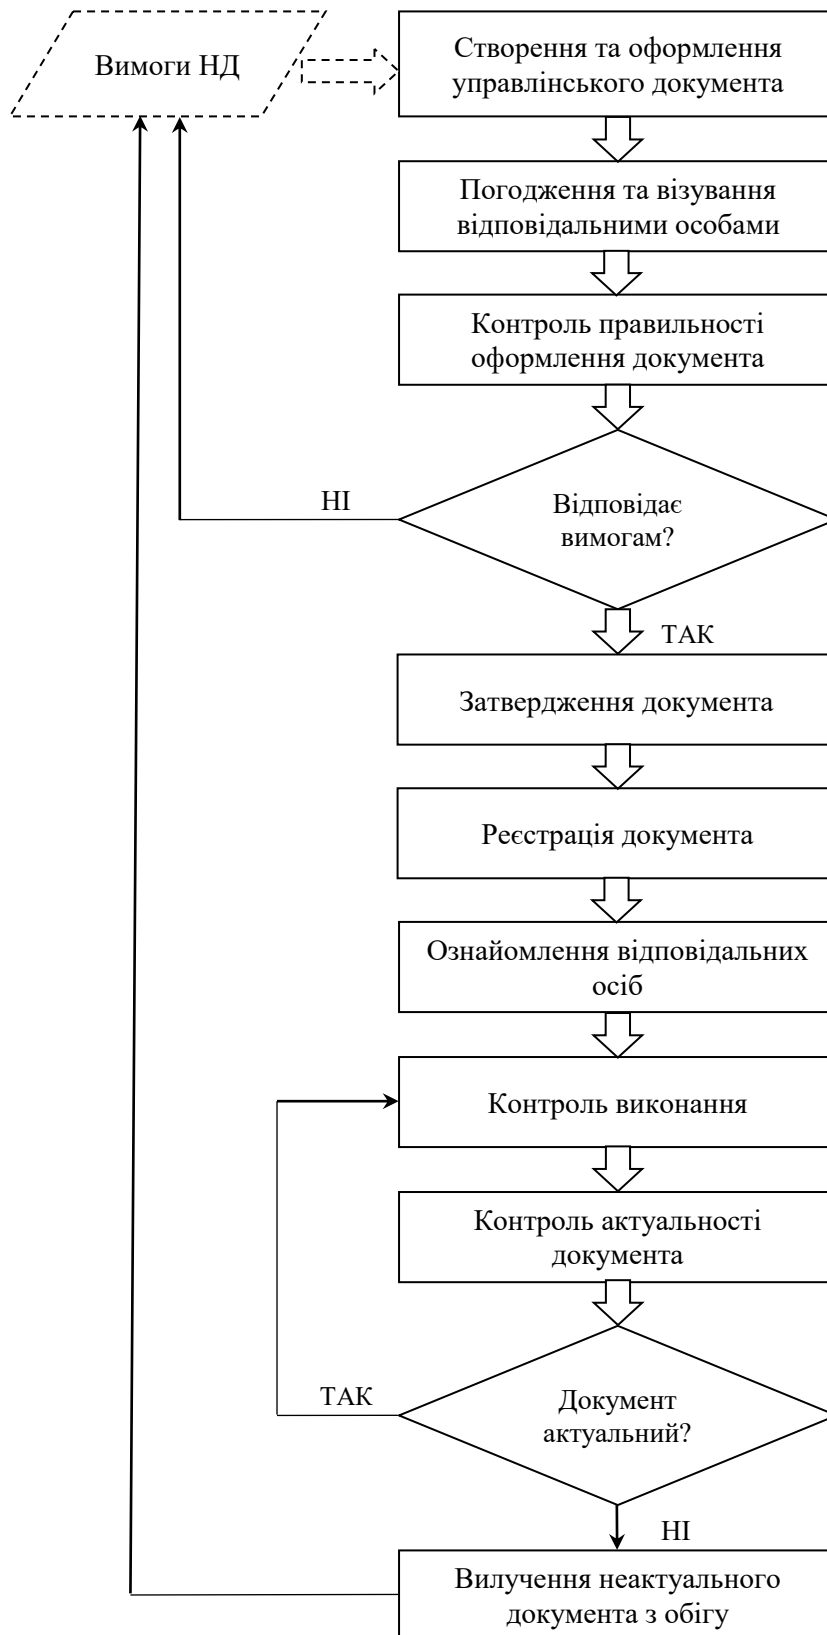 Вимоги НД
Створення та оформлення
управлінського документа
Погодження та візування
відповідальними особами
Контроль правильності
оформлення документа
НІ
Відповідає
вимогам?
ТАК
Затвердження документа
Реєстрація документа
Ознайомлення відповідальних
осіб
Контроль виконання
Контроль актуальності
документа
ТАК
Документ
актуальний?
НІ
Вилучення неактуального
документа з обігу